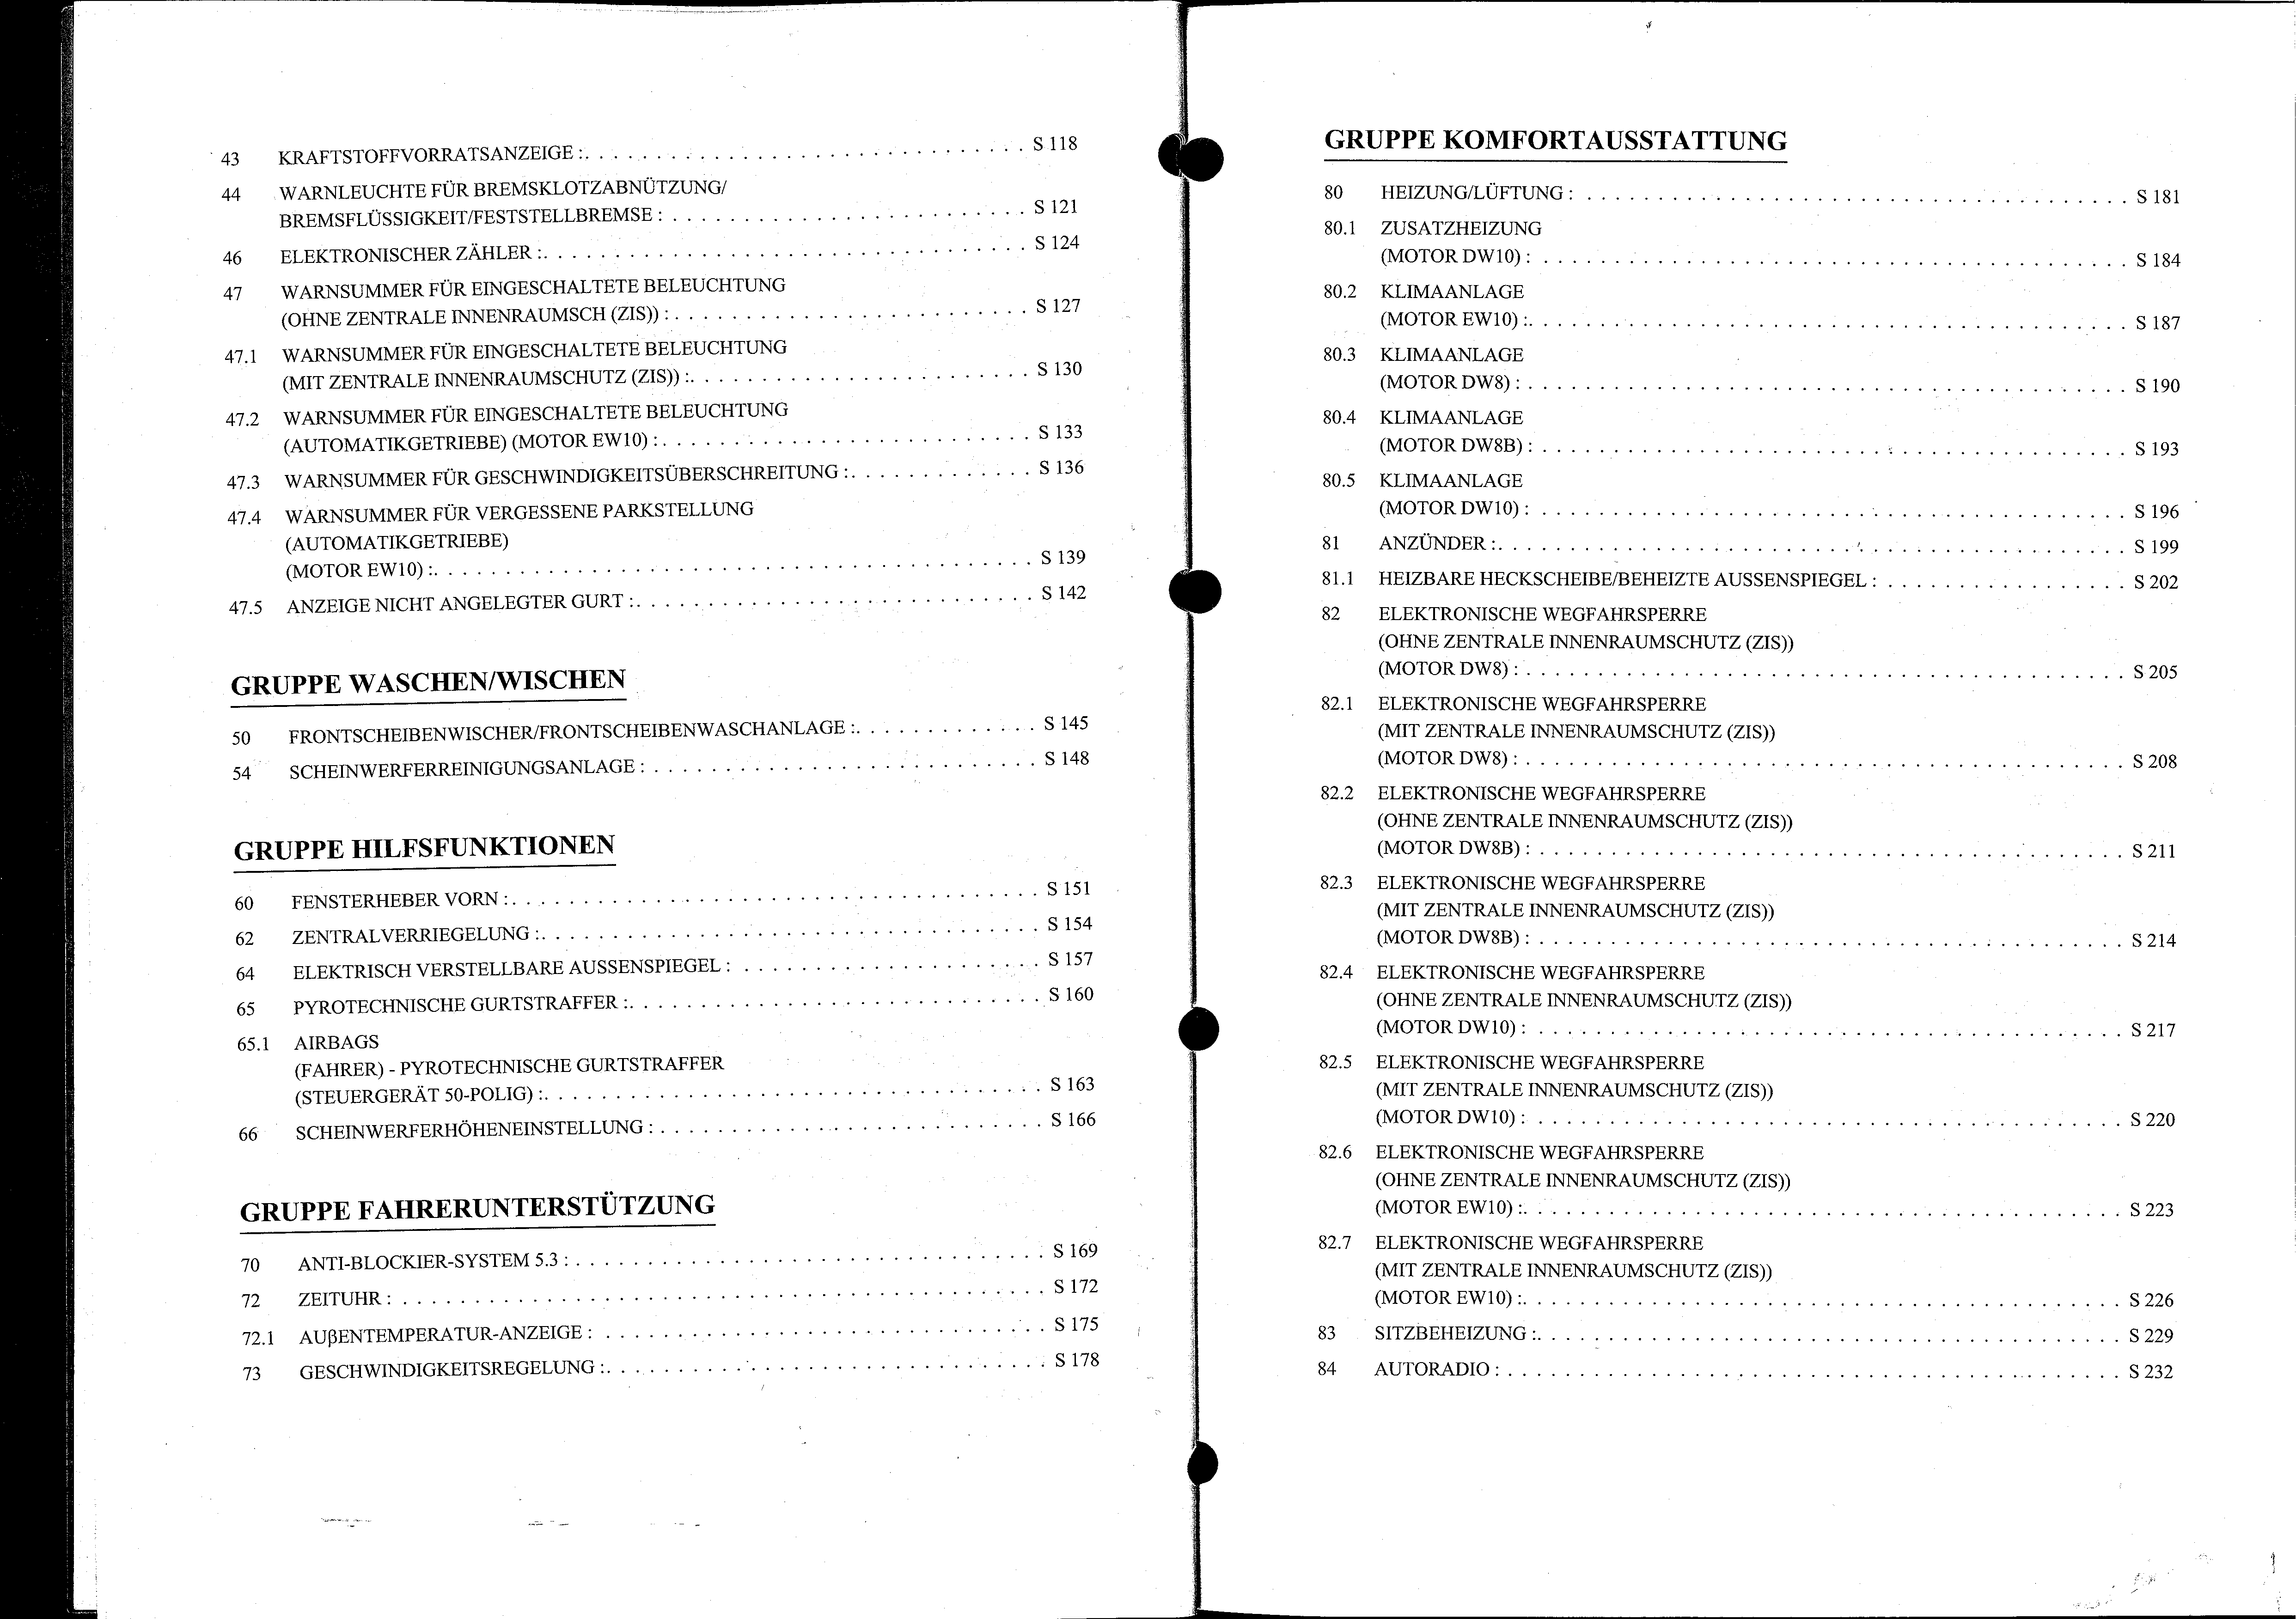 43 KRAFTSTOFFVORRATSANZEIGE : S 118
44 WARNLEUCHTE FÜR BREMSKLOTZABNÜTZUNG/
BREMSFLÜSSIGKEIT/FESTSTELLBREMSE : S 121
46 ELEKTRONISCHER ZÄHLER : S 124
47 WARNSUMMER FÜR EINGESCHALTETE BELEUCHTUNG
(OHNE ZENTRALE INNENRAUMSCH (ZIS)) : S 127
47.1 WARNSUMMER FÜR EINGESCHALTETE BELEUCHTUNG
(MIT ZENTRALE INNENRAUMSCHUTZ (ZIS)) : S 130
47.2 WARNSUMMER FÜR EINGESCHALTETE BELEUCHTUNG
(AUTOMATIKGETRIEBE) (MOTOR EW10) : S 133
47.3 WARNSUMMER FÜR GESCHWINDIGKEITSÜBERSCHREITUNG : S 136
47.4 WARNSUMMER FÜR VERGESSENE PARKSTELLUNG
(AUTOMATIKGETRIEBE)
(MOTOR EW10) : S 139
47.5 ANZEIGE NICHT ANGELEGTER GURT : S 142
GRUPPE WASCHEN/WISCHEN
50 FRONTSCHEIBENWISCHER/FRONTSCHEIBENWASCHANLAGE : S 145
54 SCHEINWERFERREINIGUNGSANLAGE : S 148
GRUPPE HILFSFUNKTIONEN
60 FENSTERHEBER VORN : S 151
62 ZENTRALVERRIEGELUNG : S 154
64 ELEKTRISCH VERSTELLBARE AUSSENSPIEGEL : S 157
65 PYROTECHNISCHE GURTSTRAFFER : S 160
65.1 AIRBAGS
(FAHRER) - PYROTECHNISCHE GURTSTRAFFER
(STEUERGERÄT 50-POLIG) : S 163
66 SCHEINWERFERHÖHENEINSTELLUNG : S 166
GRUPPE FAHRERUNTERSTÜTZUNG
70 ANTI-BLOCKIER-SYSTEM 5.3 : S 169
72 ZEITUHR : S 172
72.1 AUβENTEMPERATUR-ANZEIGE : S 175
73 GESCHWINDIGKEITSREGELUNG : S 178
GRUPPE KOMFORTAUSSTATTUNG
80 HEIZUNG/LÜFTUNG : S 181
80.1 ZUSATZHEIZUNG
(MOTOR DW10) : S 184
80.2 KLIMAANLAGE
(MOTOR EW10) : S 187
80.3 KLIMAANLAGE
(MOTOR DW8) : S 190
80.4 KLIMAANLAGE
(MOTOR DW8B) : S 193
80.5 KLIMAANLAGE
(MOTOR DW10) : S 196
81 ANZÜNDER : S 199
81.1 HEIZBARE HECKSCHEIBE/BEHEIZTE AUSSENSPIEGEL : S 202
82 ELEKTRONISCHE WEGFAHRSPERRE
(OHNE ZENTRALE INNENRAUMSCHUTZ (ZIS))
(MOTOR DW8) : S 205
82.1 ELEKTRONISCHE WEGFAHRSPERRE
(MIT ZENTRALE INNENRAUMSCHUTZ (ZIS))
(MOTOR DW8) : S 208
82.2 ELEKTRONISCHE WEGFAHRSPERRE
(OHNE ZENTRALE INNENRAUMSCHUTZ (ZIS))
(MOTOR DW8B) : S 211
82.3 ELEKTRONISCHE WEGFAHRSPERRE
(MIT ZENTRALE INNENRAUMSCHUTZ (ZIS))
(MOTOR DW8B) : S 214
82.4 ELEKTRONISCHE WEGFAHRSPERRE
(OHNE ZENTRALE INNENRAUMSCHUTZ (ZIS))
(MOTOR DW10) : S 217
82.5 ELEKTRONISCHE WEGFAHRSPERRE
(MIT ZENTRALE INNENRAUMSCHUTZ (ZIS))
(MOTOR DW10) : S 220
82.6 ELEKTRONISCHE WEGFAHRSPERRE
(OHNE ZENTRALE INNENRAUMSCHUTZ (ZIS))
(MOTOR EW10) : S 223
82.7 ELEKTRONISCHE WEGFAHRSPERRE
(MIT ZENTRALE INNENRAUMSCHUTZ (ZIS))
(MOTOR EW10) : S 226
83 SITZBEHEIZUNG : S 229
84 AUTORADIO : S 232